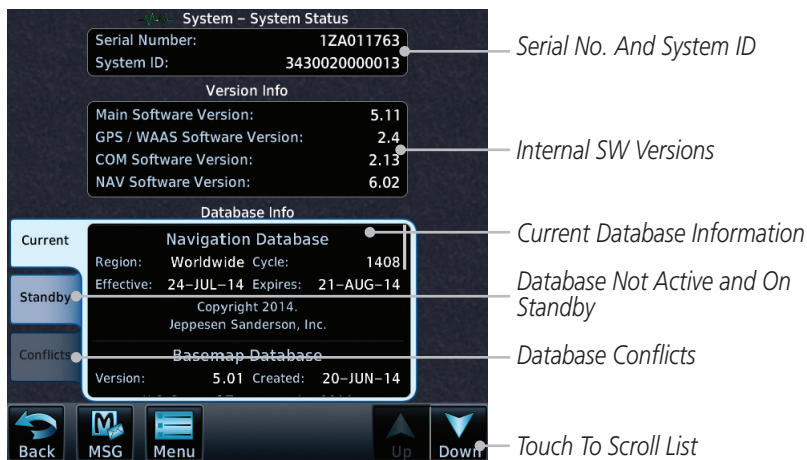 System – System Status
Serial Number: 1ZA011763
System ID: 3430020000013
Serial No. And System ID
Version Info
Main Software Version: 5.11
GPS / WAAS Software Version: 2.4
COM Software Version: 2.13
NAV Software Version: 6.02
Internal SW Versions
Database Info
Current
Navigation Database
Current Database Information
Region: Worldwide Cycle: 1408
Effective: 24-JUL-14 Expires: 21-AUG-14
Standby
Database Not Active and On
Standby
Copyright 2014.
Jeppesen Sanderson, Inc.
Conflicts
Basemap Database
Database Conflicts
Version: 5.01 Created: 20-JUN-14
Back
MSG
Menu
Up
Down
Touch To Scroll List